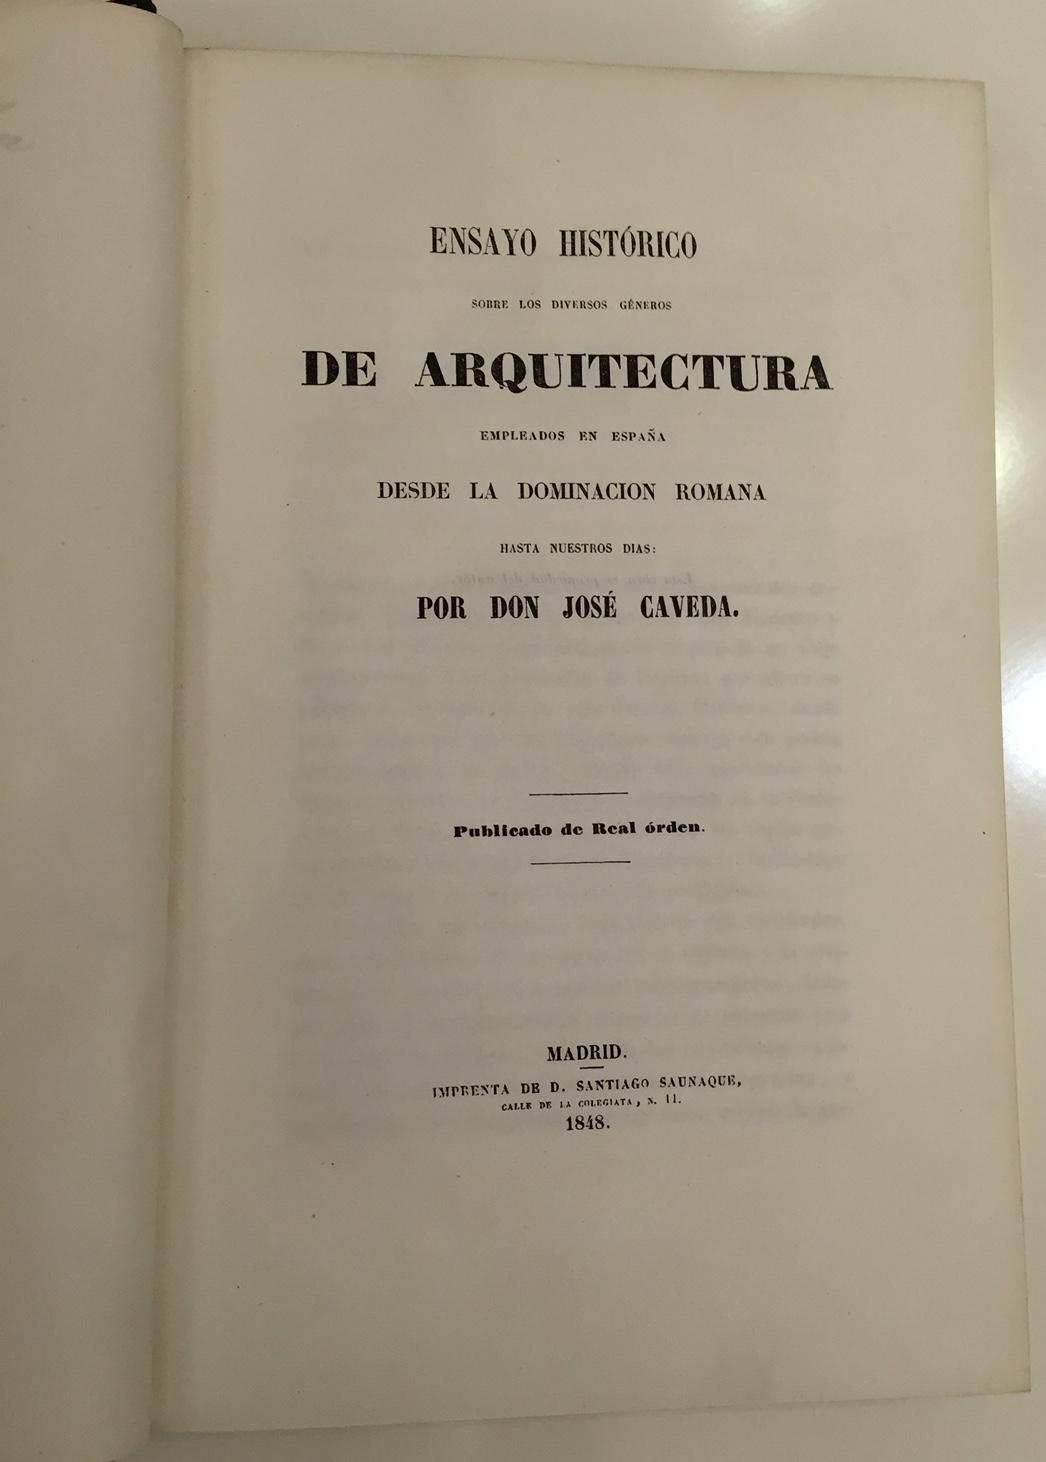 ENSAYO HISTÓRICO
SOBRE LOS DIVERSOS GÉNEROS
DE ARQUITECTURA
EMPLEADOS EN ESPAÑA
DESDE LA DOMINACION ROMANA
HASTA NUESTROS DIAS:
POR DON JOSÉ CAVEDA.
Publicado de Real órden.
MADRID.
IMPRENTA DE D. SANTIAGO SAUNAQUE,
CALLE DE LA COLEGIATA, N. 11.
1848.